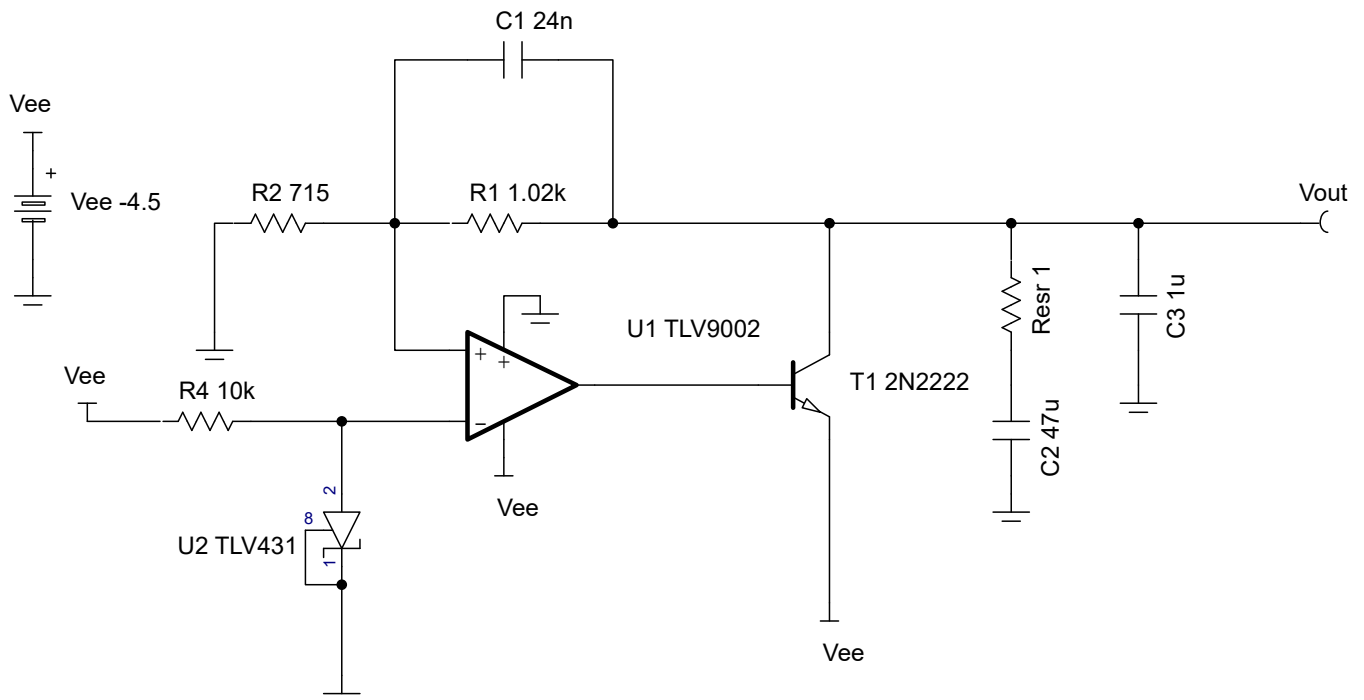 C1 24n
Vee
+
Vee -4.5
R2 715
R1 1.02k
Vout
Resr 1
C3 1u
U1 TLV9002
+
+
−
Vee
R4 10k
T1 2N2222
C2 47u
Vee
2
8
U2 TLV431
1
Vee